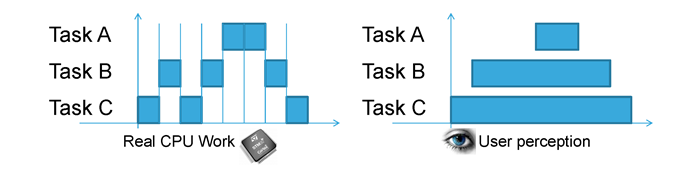 Task A
Task B
Task C
Real CPU Work
Task A
Task B
Task C
User perception